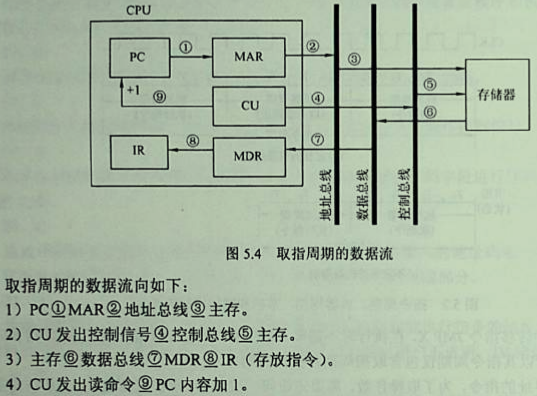 CPU
PC
①
MAR
②
③
+1
⑨
CU
④
⑤
存储器
⑥
IR
⑧
MDR
⑦
地址总线
数据总线
控制总线
图 5.4 取指周期的数据流
取指周期的数据流向如下：
1）PC①MAR②地址总线③主存。
2）CU 发出控制信号④控制总线⑤主存。
3）主存⑥数据总线⑦MDR⑧IR（存放指令）。
4）CU 发出读命令⑨PC 内容加 1。